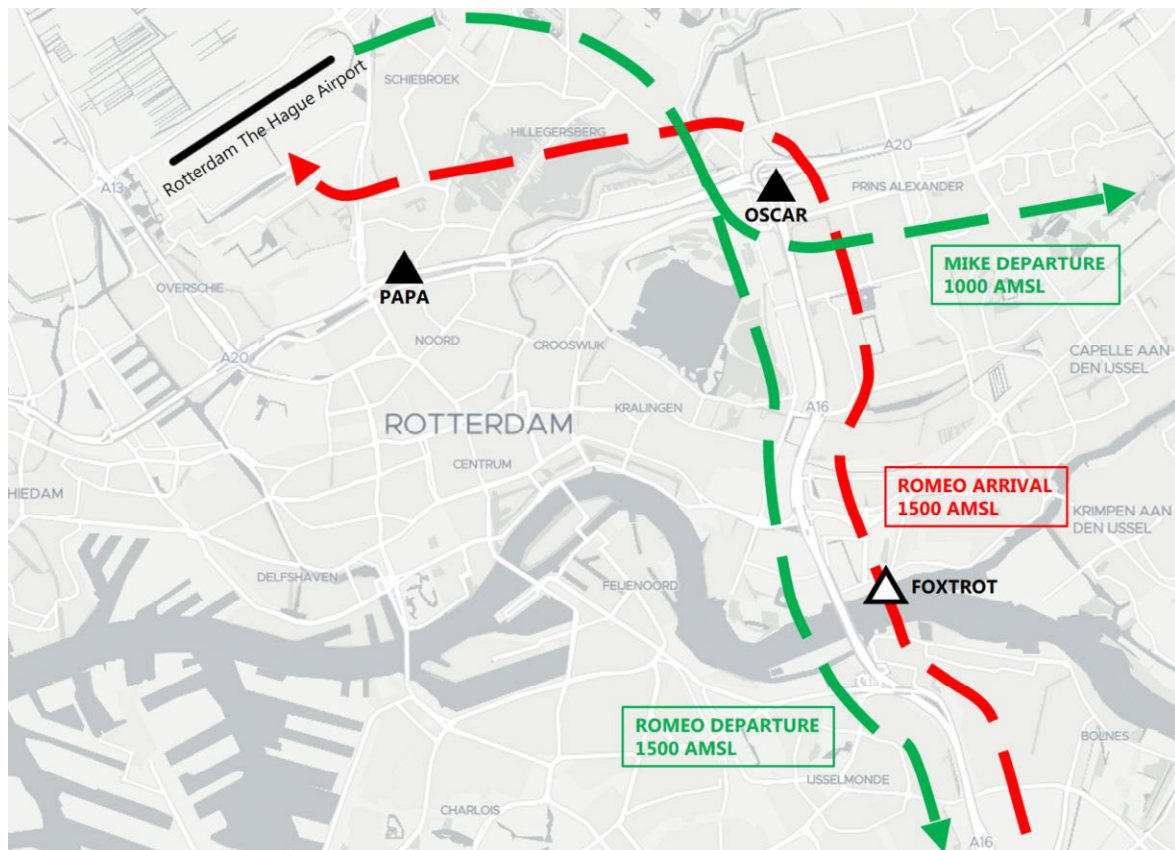 Rotterdam The Hague Airport
SCHIEBROEK
HILLEGERSBERG
A20
A13
PRINS ALEXANDER
OSCAR
MIKE DEPARTURE
1000 AMSL
PAPA
OVERSCHIE
NOORD
CROOSWIJK
A20
CAPELLE AAN
DEN IJSSEL
KRALINGEN
A16
ROTTERDAM
CENTRUM
ROMEO ARRIVAL
1500 AMSL
HIEDAM
KRIMPEN AAN
DEN IJSSEL
DELFSHAVEN
FEIJENOORD
FOXTROT
ROMEO DEPARTURE
1500 AMSL
BOLNES
IJSSELMONDE
CHARLOIS
A16